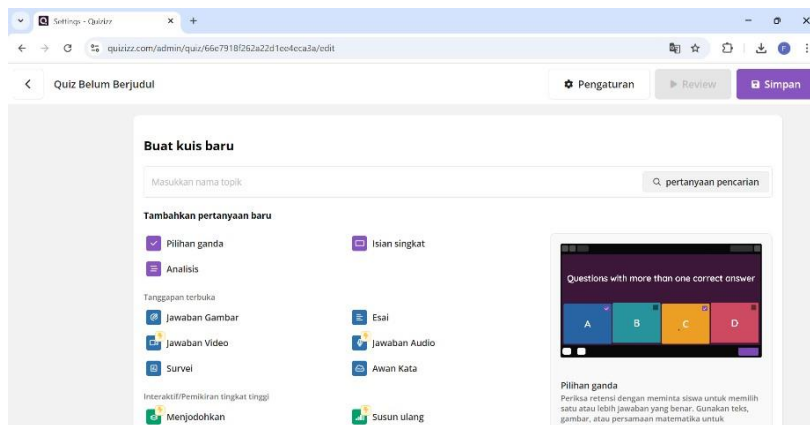 Settings - Quizizz
quizizz.com/admin/quiz/66e7918f262a22d1ee4eca3a/edit
Quiz Belum Berjudul
Pengaturan
Review
Simpan
Buat kuis baru
Masukkan nama topik
pertanyaan pencarian
Tambahkan pertanyaan baru
Pilihan ganda
Isian singkat
Analisis
Tanggapan terbuka
Jawaban Gambar
Esai
Jawaban Video
Jawaban Audio
Survei
Awan Kata
Interaktif/Pemikiran tingkat tinggi
Menjodohkan
Susun ulang
Questions with more than one correct answer
A B C D
Pilihan ganda
Periksa retensi dengan meminta siswa untuk memilih
satu atau lebih jawaban yang benar. Gunakan teks,
gambar, atau persamaan matematika untuk